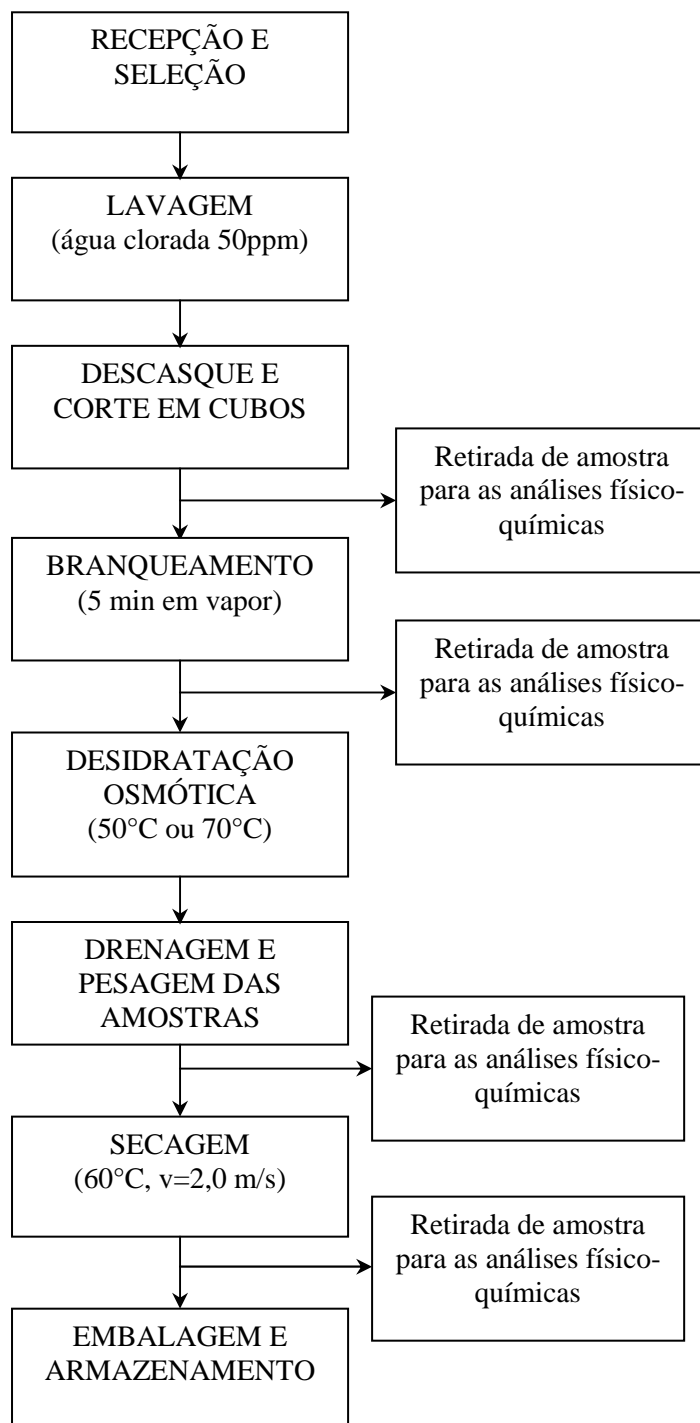 RECEPÇÃO E
SELEÇÃO
LAVAGEM
(água clorada 50ppm)
DESCASQUE E
CORTE EM CUBOS
Retirada de amostra
para as análises físico-
químicas
BRANQUEAMENTO
(5 min em vapor)
Retirada de amostra
para as análises físico-
químicas
DESIDRATAÇÃO
OSMÓTICA
(50°C ou 70°C)
DRENAGEM E
PESAGEM DAS
AMOSTRAS
Retirada de amostra
para as análises físico-
químicas
SECAGEM
(60°C, v=2,0 m/s)
Retirada de amostra
para as análises físico-
químicas
EMBALAGEM E
ARMAZENAMENTO